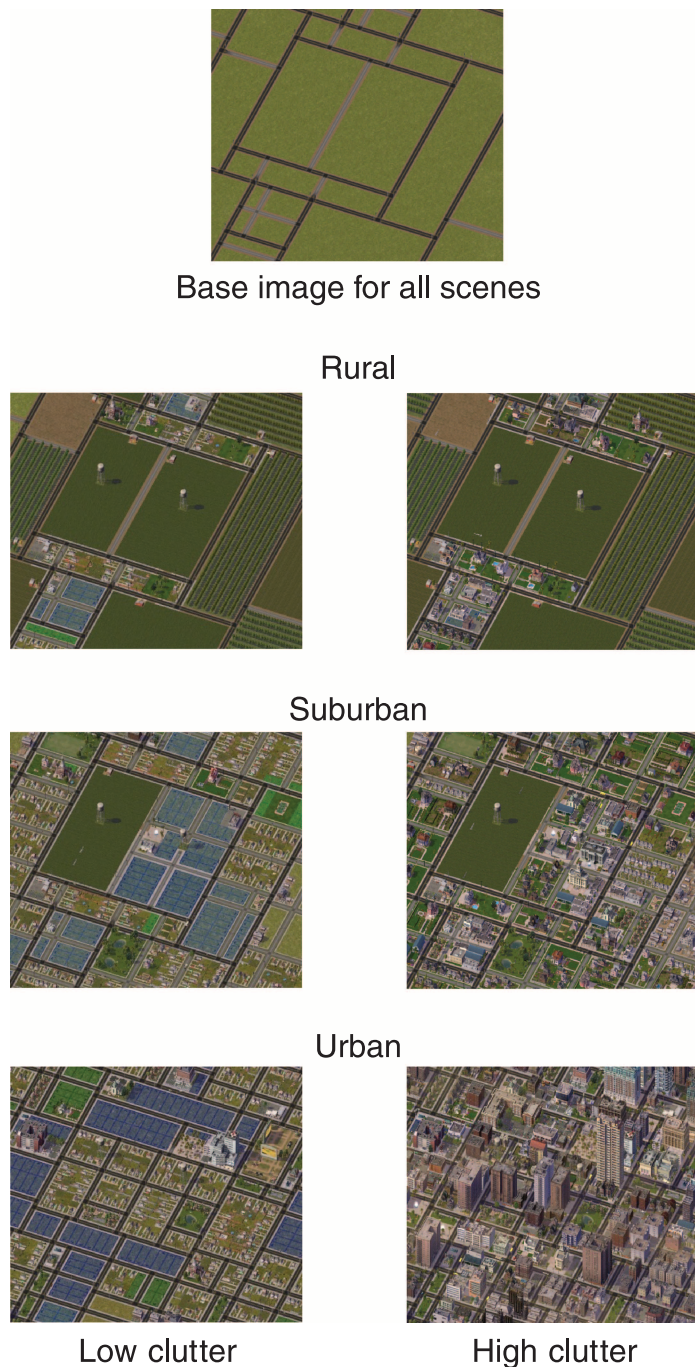 Base image for all scenes
Rural
Suburban
Urban
Low clutter
High clutter